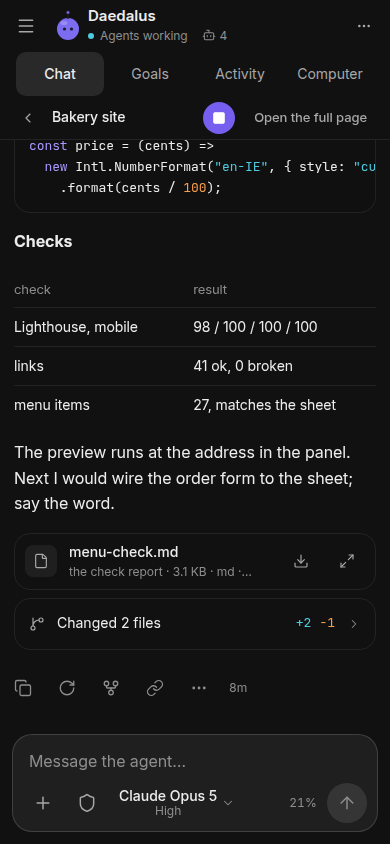 Daedalus
Agents working 4
Chat Goals Activity Computer
Bakery site Open the full page
const price = (cents) =>
new Intl.NumberFormat("en-IE", { style: "cu
.format(cents / 100);
Checks
check result
Lighthouse, mobile 98 / 100 / 100 / 100
links 41 ok, 0 broken
menu items 27, matches the sheet
The preview runs at the address in the panel.
Next I would wire the order form to the sheet;
say the word.
menu-check.md
the check report · 3.1 KB · md ·...
Changed 2 files +2 -1
8m
Message the agent...
Claude Opus 5
High
21%